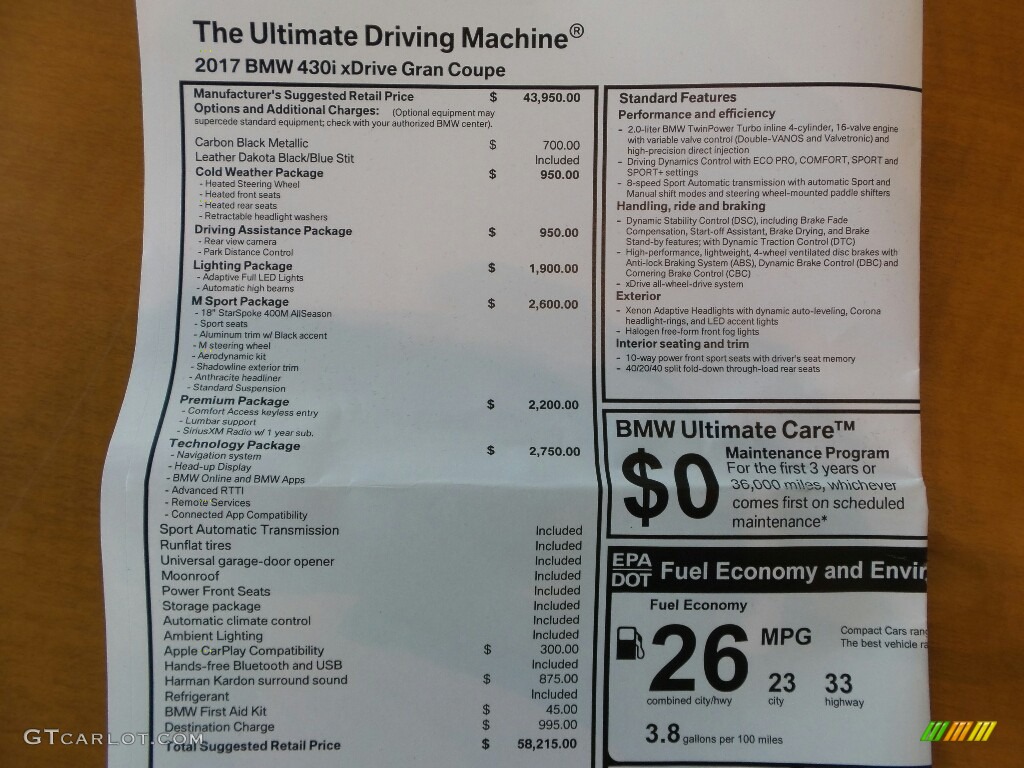 The Ultimate Driving Machine®
2017 BMW 430i xDrive Gran Coupe
Manufacturer's Suggested Retail Price $ 43,950.00
Options and Additional Charges: (Optional equipment may
supercede standard equipment; check with your authorized BMW center).
Carbon Black Metallic $ 700.00
Leather Dakota Black/Blue Stit Included
Cold Weather Package $ 950.00
- Heated Steering Wheel
- Heated front seats
- Heated rear seats
- Retractable headlight washers
Driving Assistance Package $ 950.00
- Rear view camera
- Park Distance Control
Lighting Package $ 1,900.00
- Adaptive Full LED Lights
- Automatic high beams
M Sport Package $ 2,600.00
- 18" StarSpoke 400M AllSeason
- Sport seats
- Aluminum trim w/ Black accent
- M steering wheel
- Aerodynamic kit
- Shadowline exterior trim
- Anthracite headliner
- Standard Suspension
Premium Package $ 2,200.00
- Comfort Access keyless entry
- Lumbar support
- SiriusXM Radio w/ 1 year sub.
Technology Package $ 2,750.00
- Navigation system
- Head-up Display
- BMW Online and BMW Apps
- Advanced RTTI
- Remote Services
- Connected App Compatibility
Sport Automatic Transmission Included
Runflat tires Included
Universal garage-door opener Included
Moonroof Included
Power Front Seats Included
Storage package Included
Automatic climate control Included
Ambient Lighting Included
Apple CarPlay Compatibility $ 300.00
Hands-free Bluetooth and USB Included
Harman Kardon surround sound $ 875.00
Refrigerant Included
BMW First Aid Kit $ 45.00
Destination Charge $ 995.00
Total Suggested Retail Price $ 58,215.00
Standard Features
Performance and efficiency
- 2.0-liter BMW TwinPower Turbo inline 4-cylinder, 16-valve engine
with variable valve control (Double-VANOS and Valvetronic) and
high-precision direct injection
- Driving Dynamics Control with ECO PRO, COMFORT, SPORT and
SPORT+ settings
- 8-speed Sport Automatic transmission with automatic Sport and
Manual shift modes and steering wheel-mounted paddle shifters
Handling, ride and braking
- Dynamic Stability Control (DSC), including Brake Fade
Compensation, Start-off Assistant, Brake Drying, and Brake
Stand-by features; with Dynamic Traction Control (DTC)
- High-performance, lightweight, 4-wheel ventilated disc brakes with
Anti-lock Braking System (ABS), Dynamic Brake Control (DBC) and
Cornering Brake Control (CBC)
- xDrive all-wheel-drive system
Exterior
- Xenon Adaptive Headlights with dynamic auto-leveling, Corona
headlight-rings, and LED accent lights
- Halogen free-form front fog lights
Interior seating and trim
- 10-way power front sport seats with driver's seat memory
- 40/20/40 split fold-down through-load rear seats
BMW Ultimate Care™
$0 Maintenance Program
For the first 3 years or
36,000 miles, whichever
comes first on scheduled
maintenance*
EPA
DOT Fuel Economy and Envir
Fuel Economy
26 MPG
Compact Cars rang
The best vehicle ra
23 33
combined city/hwy city highway
3.8 gallons per 100 miles
GTCARLOT.COM